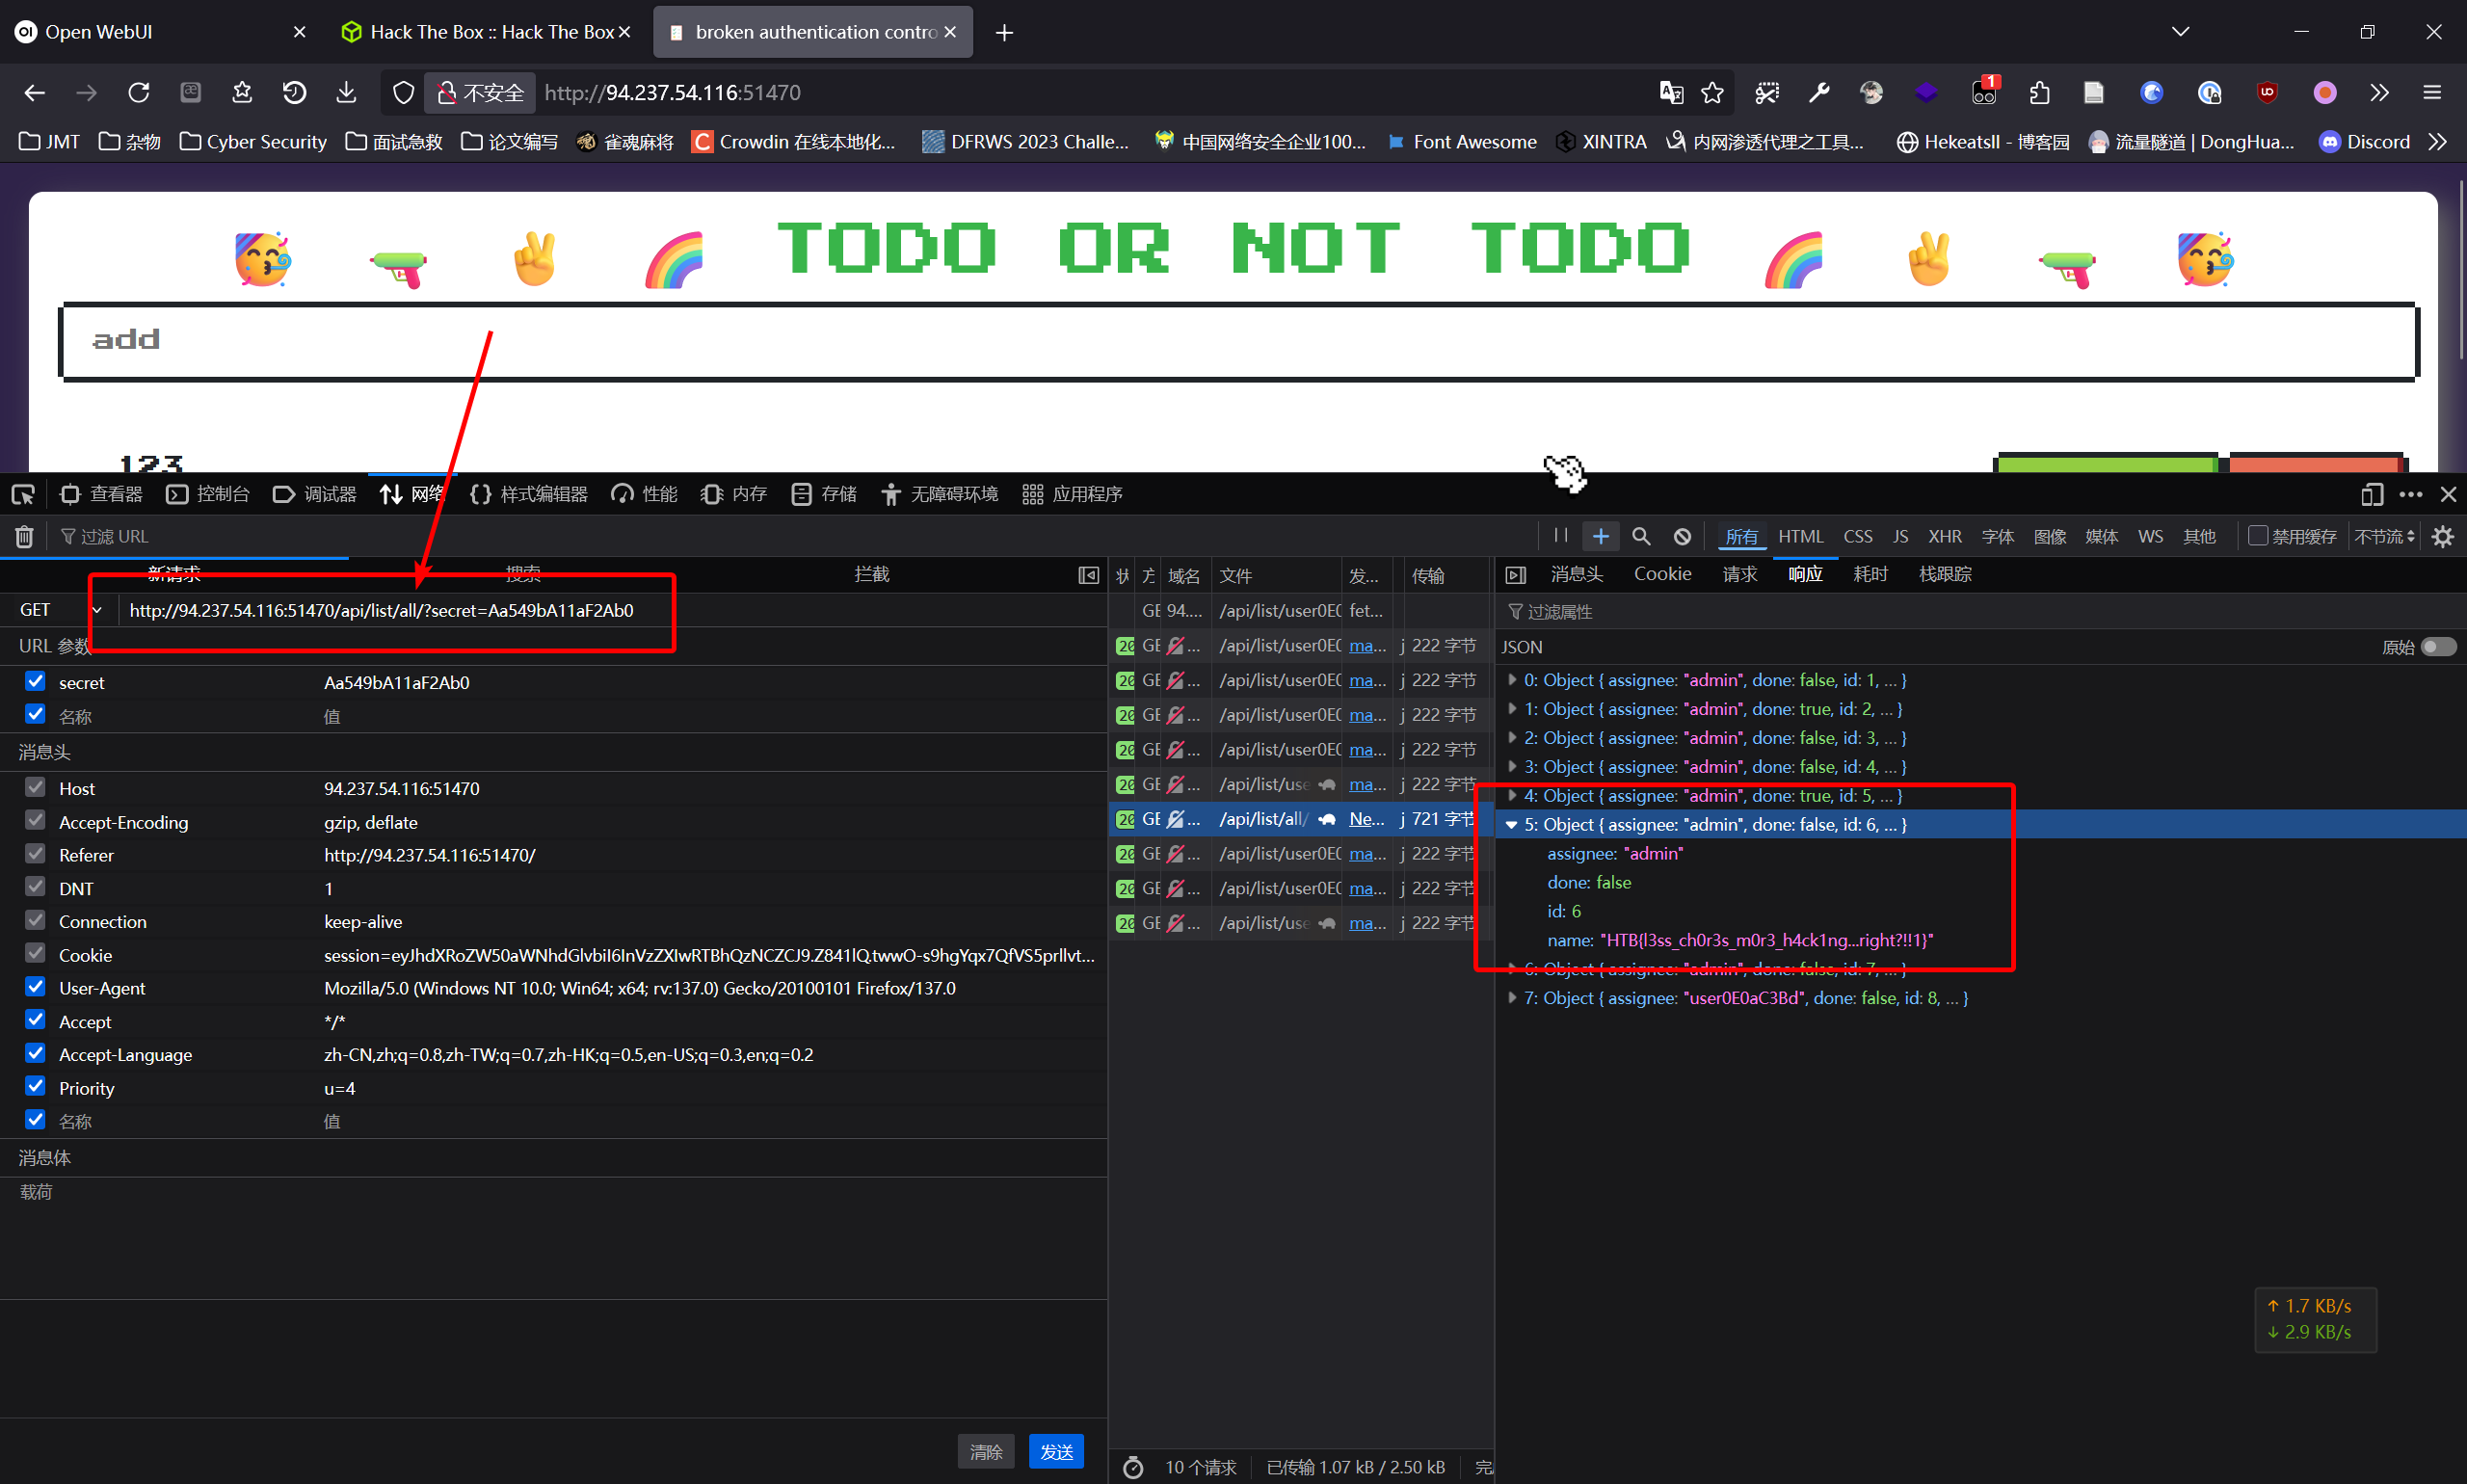 Open WebUI
Hack The Box :: Hack The Box
broken authentication contro
不安全
http://94.237.54.116:51470
1
JMT
杂物
Cyber Security
面试急救
论文编写
雀魂麻将
Crowdin 在线本地化...
DFRWS 2023 Challe...
中国网络安全企业100...
Font Awesome
XINTRA
内网渗透代理之工具...
Hekeatsll - 博客园
流量隧道 | DongHua...
Discord
TODO OR NOT TODO
add
123
查看器
控制台
调试器
网络
样式编辑器
性能
内存
存储
无障碍环境
应用程序
过滤 URL
所有
HTML
CSS
JS
XHR
字体
图像
媒体
WS
其他
禁用缓存
不节流
新请求
搜索
拦截
GET
http://94.237.54.116:51470/api/list/all/?secret=Aa549bA11aF2Ab0
URL 参数
secret Aa549bA11aF2Ab0
名称 值
消息头
Host 94.237.54.116:51470
Accept-Encoding gzip, deflate
Referer http://94.237.54.116:51470/
DNT 1
Connection keep-alive
Cookie session=eyJhdXRoZW50aWNhdGlvbiI6InVzZXIwRTBhQzNCZCJ9.Z841lQ.twwO-s9hgYqx7QfVS5prllvt...
User-Agent Mozilla/5.0 (Windows NT 10.0; Win64; x64; rv:137.0) Gecko/20100101 Firefox/137.0
Accept */*
Accept-Language zh-CN,zh;q=0.8,zh-TW;q=0.7,zh-HK;q=0.5,en-US;q=0.3,en;q=0.2
Priority u=4
名称 值
消息体
载荷
清除
发送
域名 文件 发... 传输
GE 94.... /api/list/user0E0 fet...
20 GE ... /api/list/user0E0 ma... j 222 字节
20 GE ... /api/list/user0E0 ma... j 222 字节
20 GE ... /api/list/user0E0 ma... j 222 字节
20 GE ... /api/list/user0E0 ma... j 222 字节
20 GE ... /api/list/use ma... j 222 字节
20 GE ... /api/list/all/ Ne... j 721 字节
20 GE ... /api/list/user0E0 ma... j 222 字节
20 GE ... /api/list/user0E0 ma... j 222 字节
20 GE ... /api/list/use ma... j 222 字节
10 个请求
已传输 1.07 kB / 2.50 kB
消息头
Cookie
请求
响应
耗时
栈跟踪
过滤属性
JSON
原始
0: Object { assignee: "admin", done: false, id: 1, … }
1: Object { assignee: "admin", done: true, id: 2, … }
2: Object { assignee: "admin", done: false, id: 3, … }
3: Object { assignee: "admin", done: false, id: 4, … }
4: Object { assignee: "admin", done: true, id: 5, … }
5: Object { assignee: "admin", done: false, id: 6, … }
assignee: "admin"
done: false
id: 6
name: "HTB{l3ss_ch0r3s_m0r3_h4ck1ng...right?!!1}"
6: Object { assignee: "admin", done: false, id: 7, … }
7: Object { assignee: "user0E0aC3Bd", done: false, id: 8, … }
↑ 1.7 KB/s
↓ 2.9 KB/s